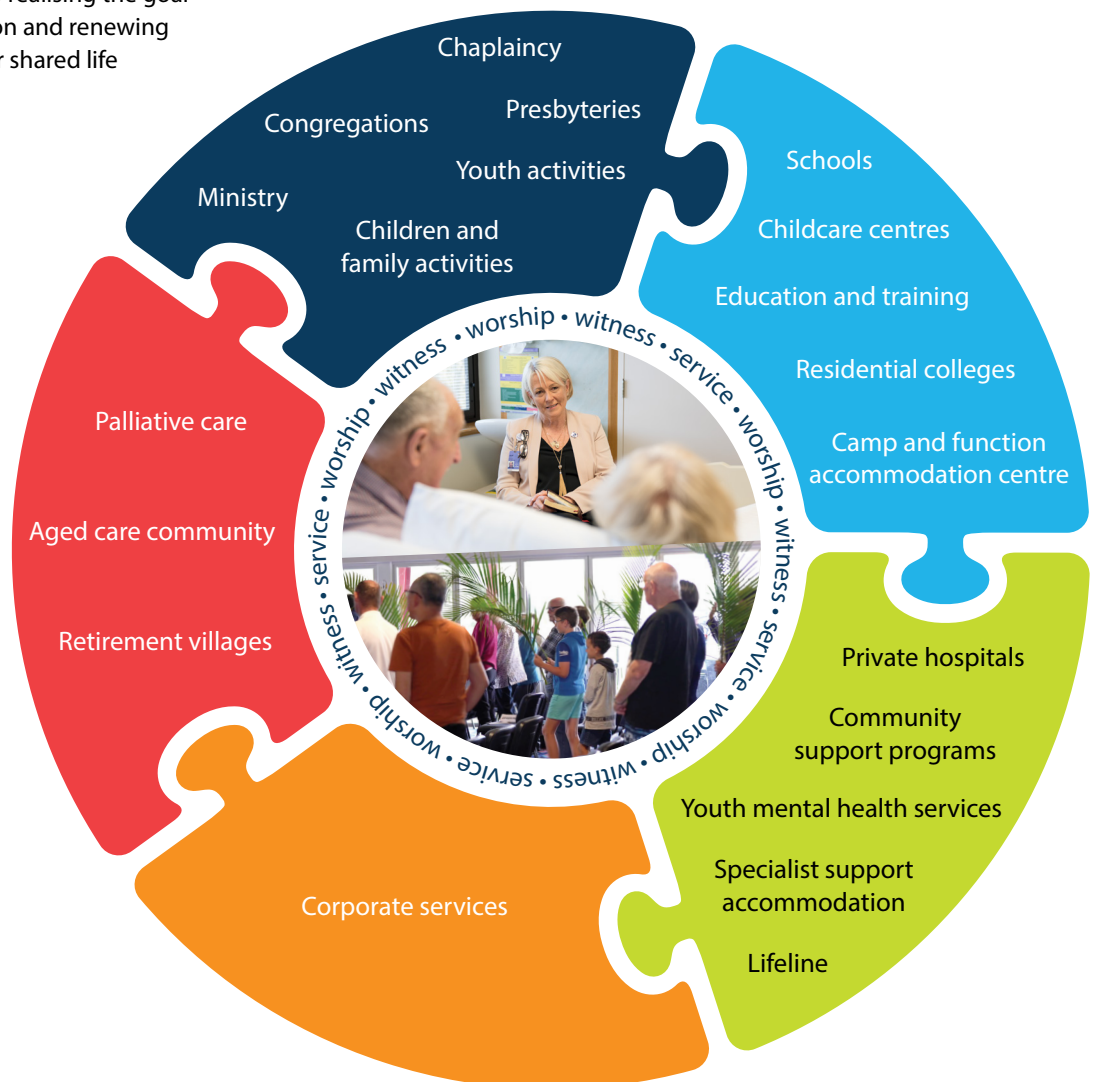 realising the goal
on and renewing
shared life
Chaplaincy
Presbyteries
Congregations
Youth activities
Ministry
Children and
family activities
Schools
Childcare centres
Education and training
Residential colleges
Camp and function
accommodation centre
Private hospitals
Community
support programs
Youth mental health services
Specialist support
accommodation
Lifeline
Corporate services
Palliative care
Aged care community
Retirement villages
worship • witness • service • worship • witness • service • worship • witness • service • worship • witness • service • worship • witness •